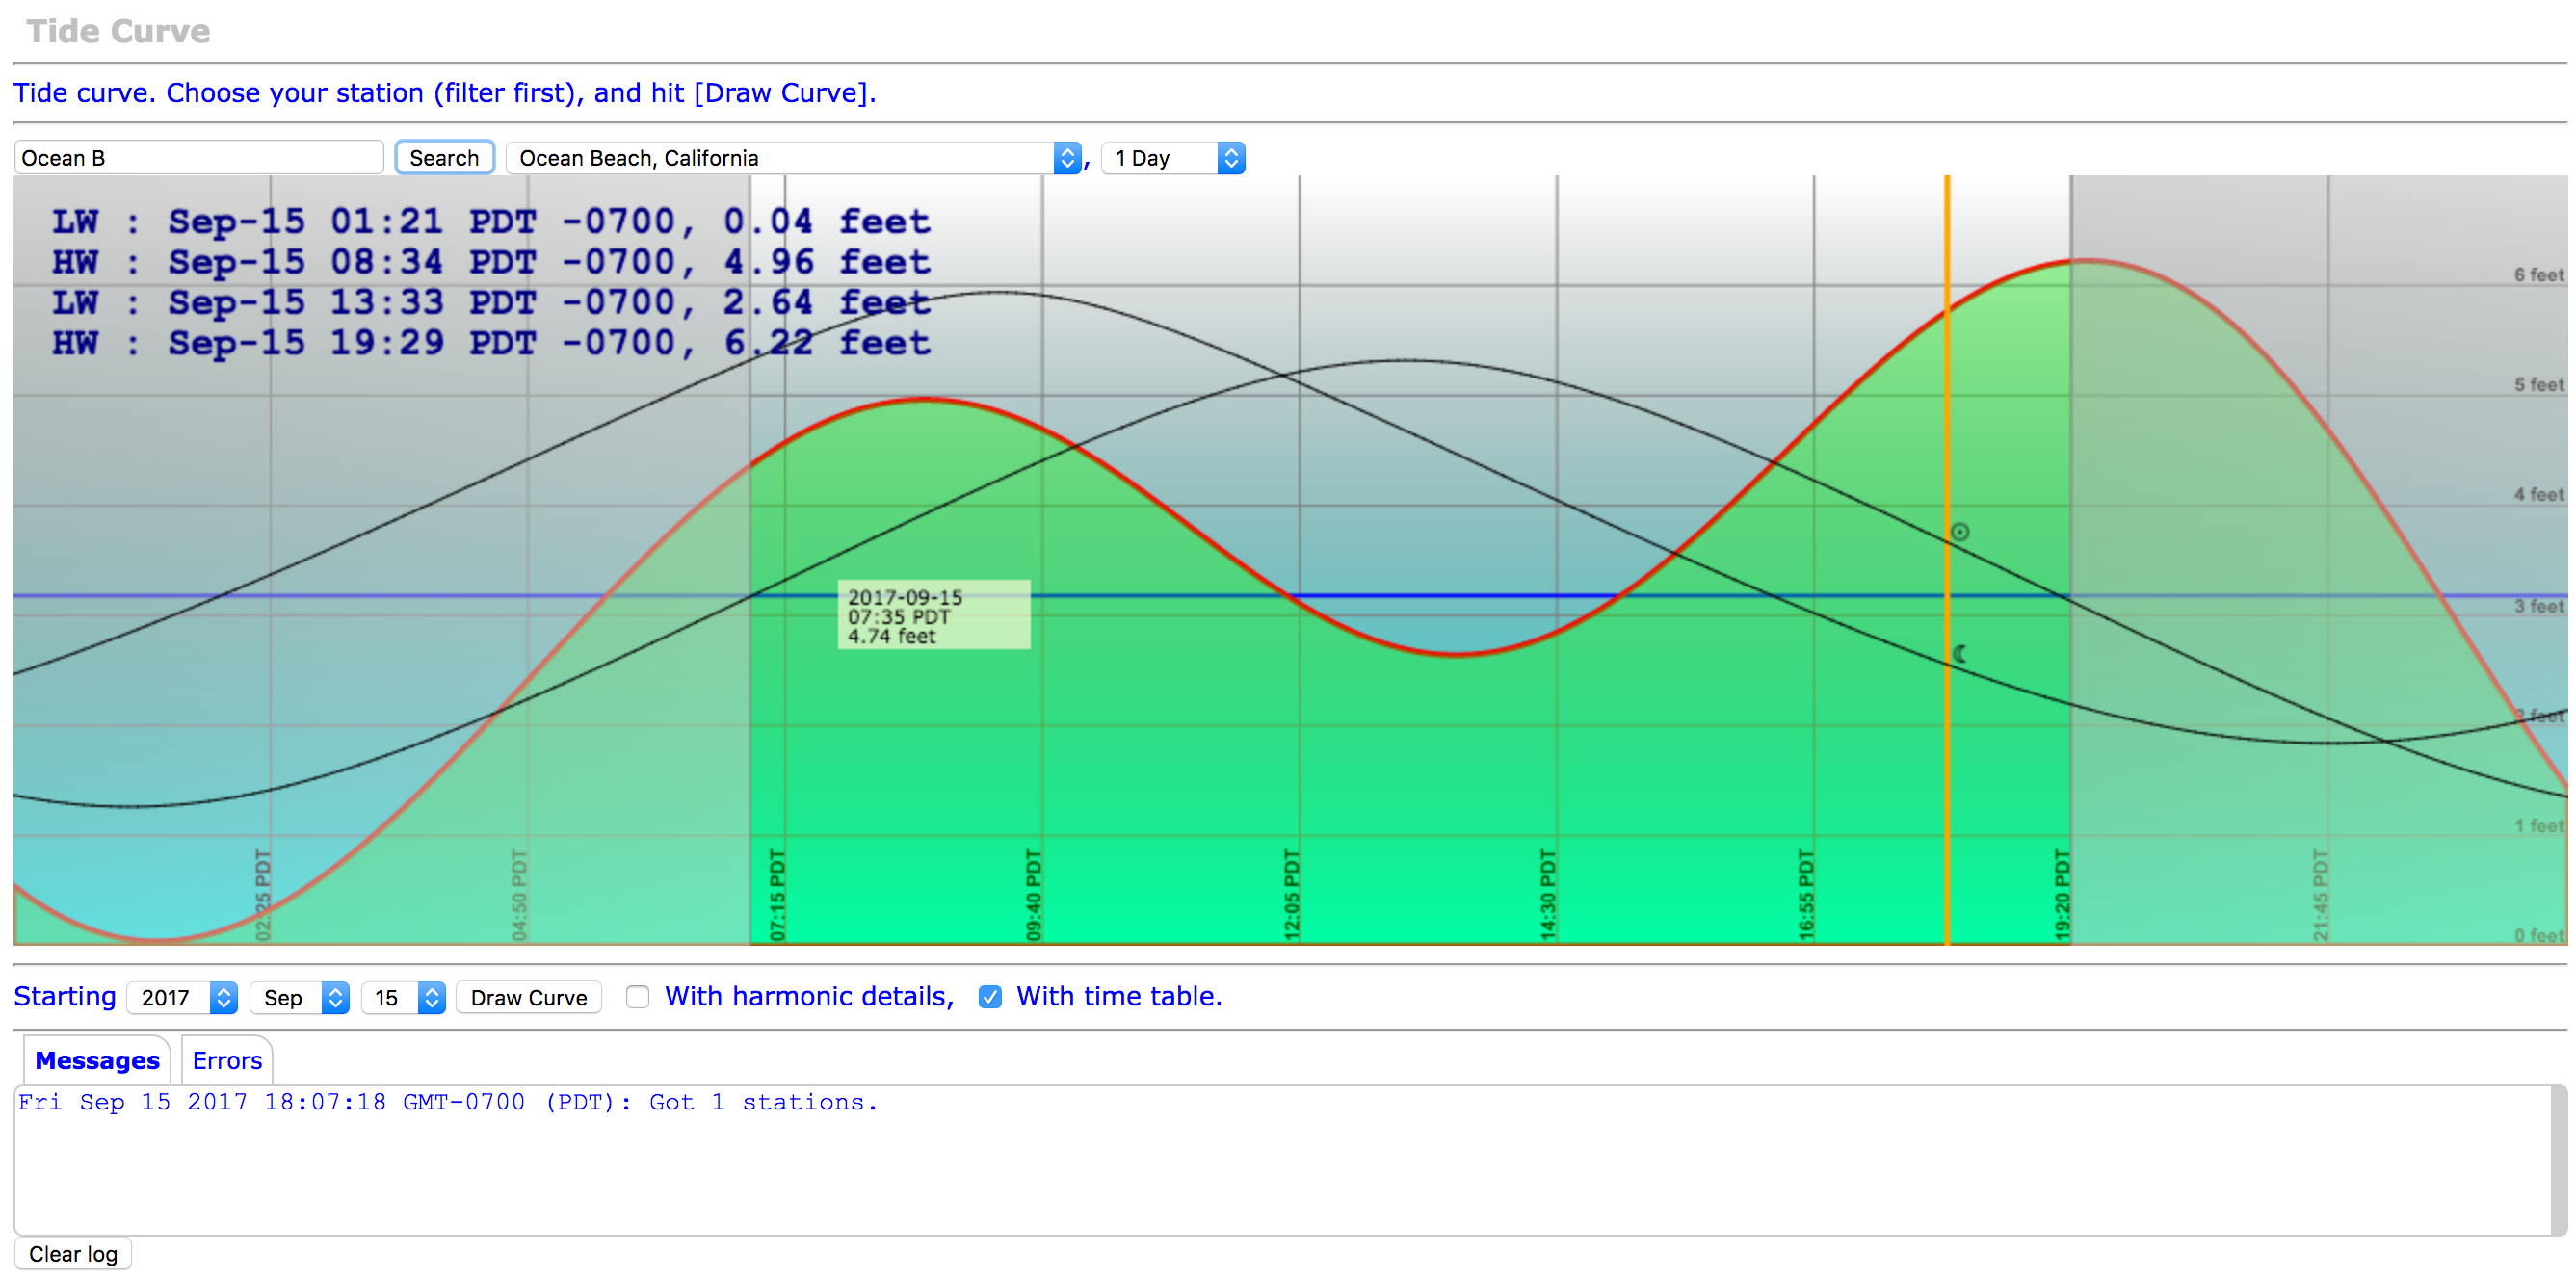 Tide Curve
Tide curve. Choose your station (filter first), and hit [Draw Curve].
Ocean B Search Ocean Beach, California , 1 Day
LW : Sep-15 01:21 PDT -0700, 0.04 feet
HW : Sep-15 08:34 PDT -0700, 4.96 feet
LW : Sep-15 13:33 PDT -0700, 2.64 feet
HW : Sep-15 19:29 PDT -0700, 6.22 feet
6 feet
5 feet
4 feet
3 feet
2 feet
1 feet
0 feet
2017-09-15
07:35 PDT
4.74 feet
02:25 PDT
04:50 PDT
07:15 PDT
09:40 PDT
12:05 PDT
14:30 PDT
16:55 PDT
19:20 PDT
21:45 PDT
Starting 2017 Sep 15 Draw Curve With harmonic details, With time table.
Messages Errors
Fri Sep 15 2017 18:07:18 GMT-0700 (PDT): Got 1 stations.
Clear log